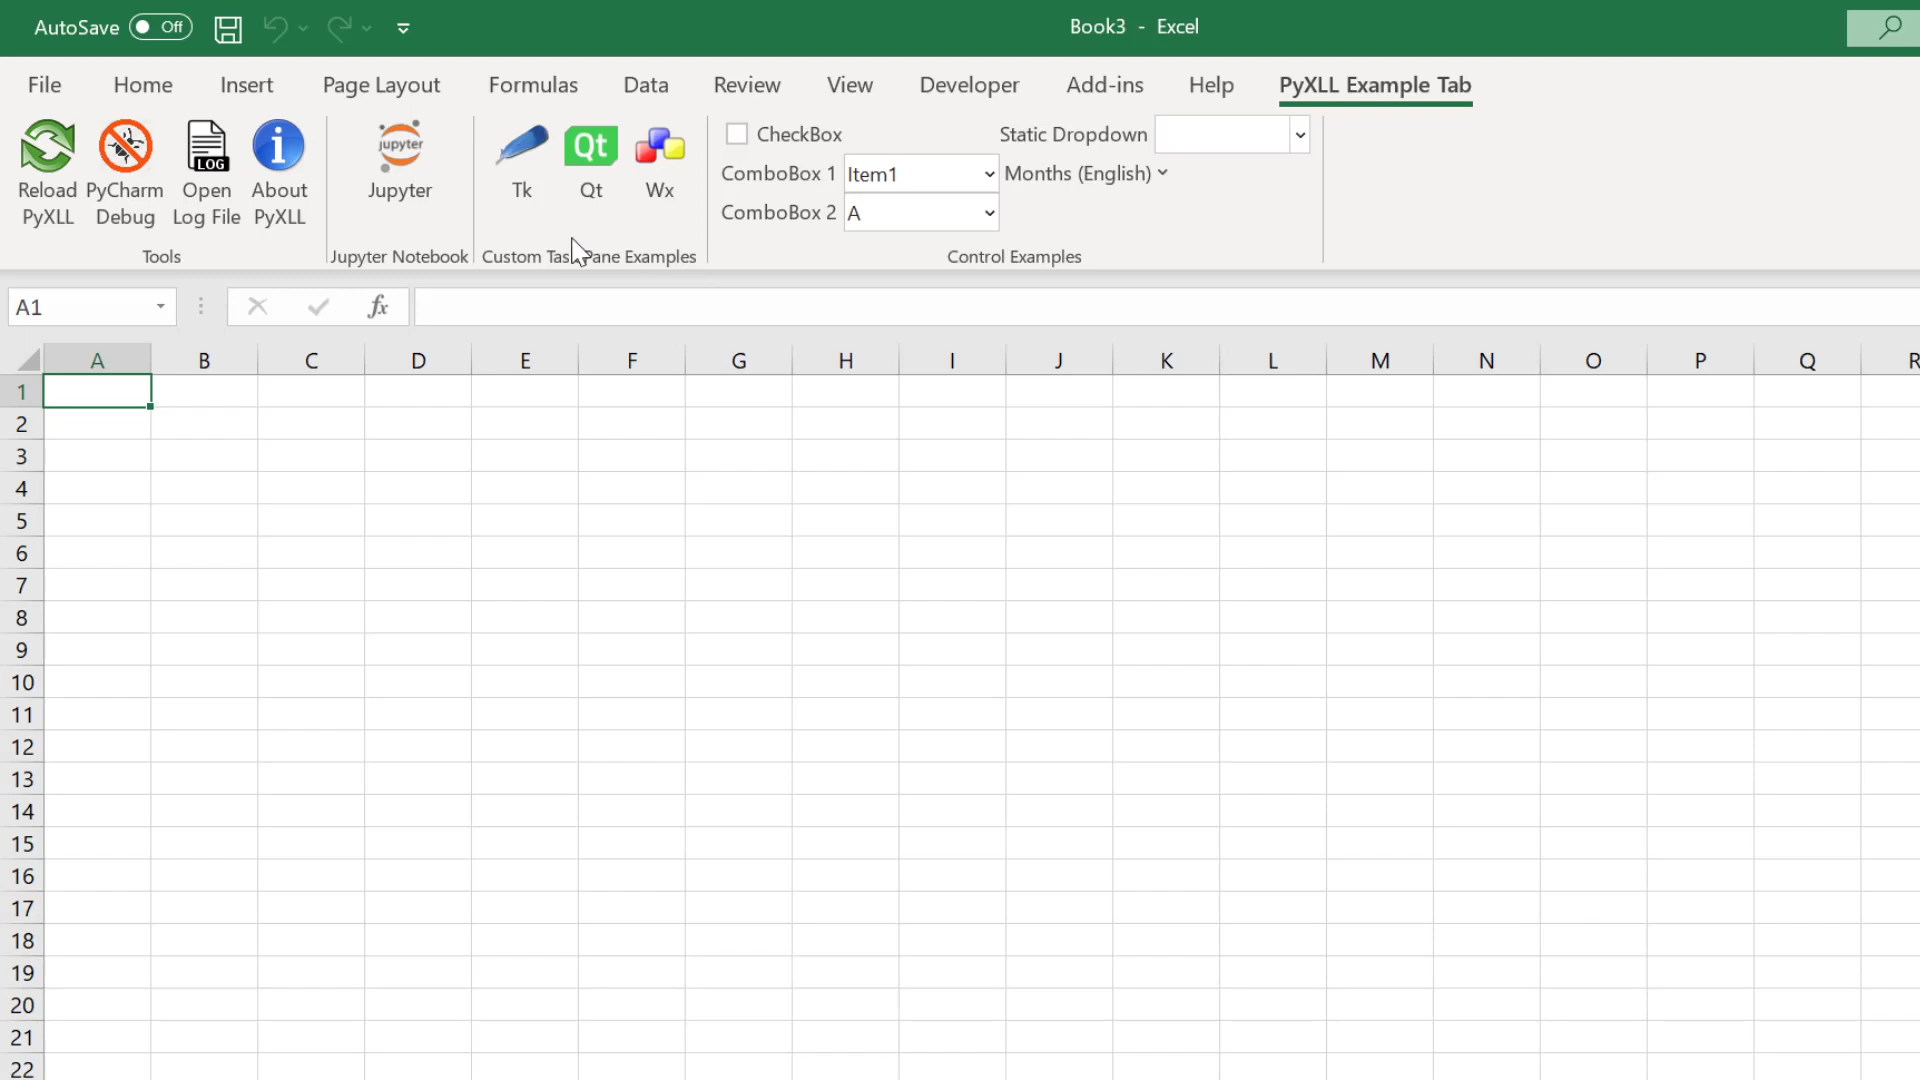 AutoSave Off
Book3 - Excel
File Home Insert Page Layout Formulas Data Review View Developer Add-ins Help PyXLL Example Tab
Reload PyXLL
PyCharm Debug
LOG
Open Log File
i
About PyXLL
Tools
jupyter
Jupyter
Jupyter Notebook
Tk
Qt
Qt
Wx
Custom Tas Pane Examples
CheckBox
Static Dropdown
ComboBox 1 Item1
Months (English)
ComboBox 2 A
Control Examples
A1
fx
A B C D E F G H I J K L M N O P Q R
1
2
3
4
5
6
7
8
9
10
11
12
13
14
15
16
17
18
19
20
21
22